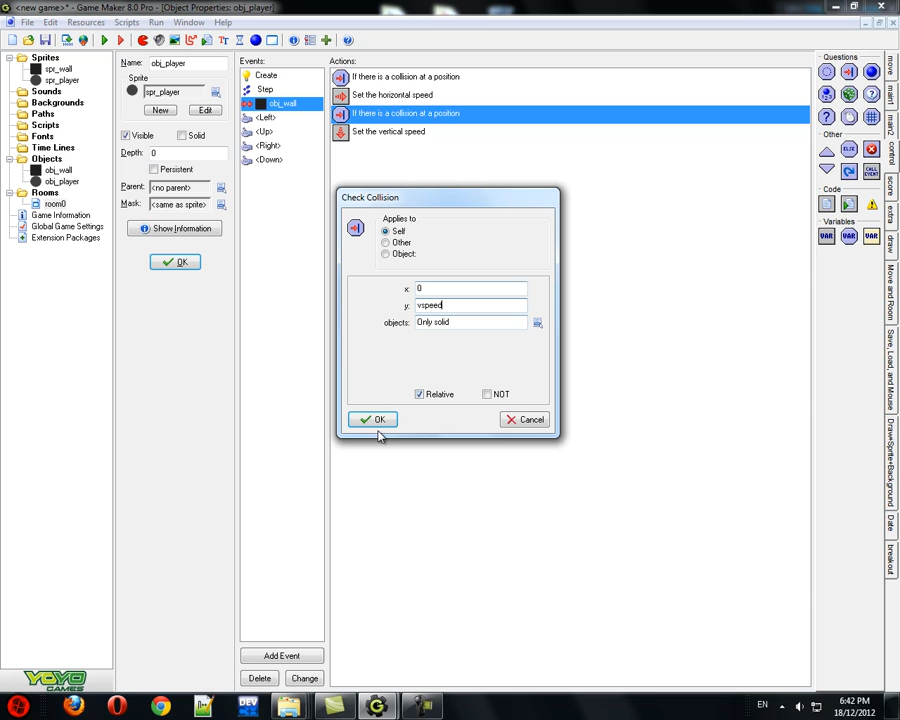 <new game>* - Game Maker 8.0 Pro - [Object Properties: obj_player]
File Edit Resources Scripts Run Window Help
Sprites
spr_wall
spr_player
Sounds
Backgrounds
Paths
Scripts
Fonts
Time Lines
Objects
obj_wall
obj_player
Rooms
room0
Game Information
Global Game Settings
Extension Packages
YOYO
GAMES
Name: obj_player
Sprite
spr_player
New Edit
Visible Solid
Depth: 0
Persistent
Parent: <no parent>
Mask: <same as sprite>
Show Information
OK
Events:
Create
Step
obj_wall
<Left>
<Up>
<Right>
<Down>
Add Event
Delete Change
Actions:
If there is a collision at a position
Set the horizontal speed
If there is a collision at a position
Set the vertical speed
Check Collision
Applies to
Self
Other
Object:
x: 0
y: vspeed
objects: Only solid
Relative NOT
OK Cancel
Questions
Other
ELSE
CALL EVENT
Code
Variables
VAR VAR VAR
move
main1
main2
control
score
extra
draw
Move and Room
Save, Load, and Mouse
Draw+Sprite+Background
Date
breakout
DEV
EN 6:42 PM
18/12/2012